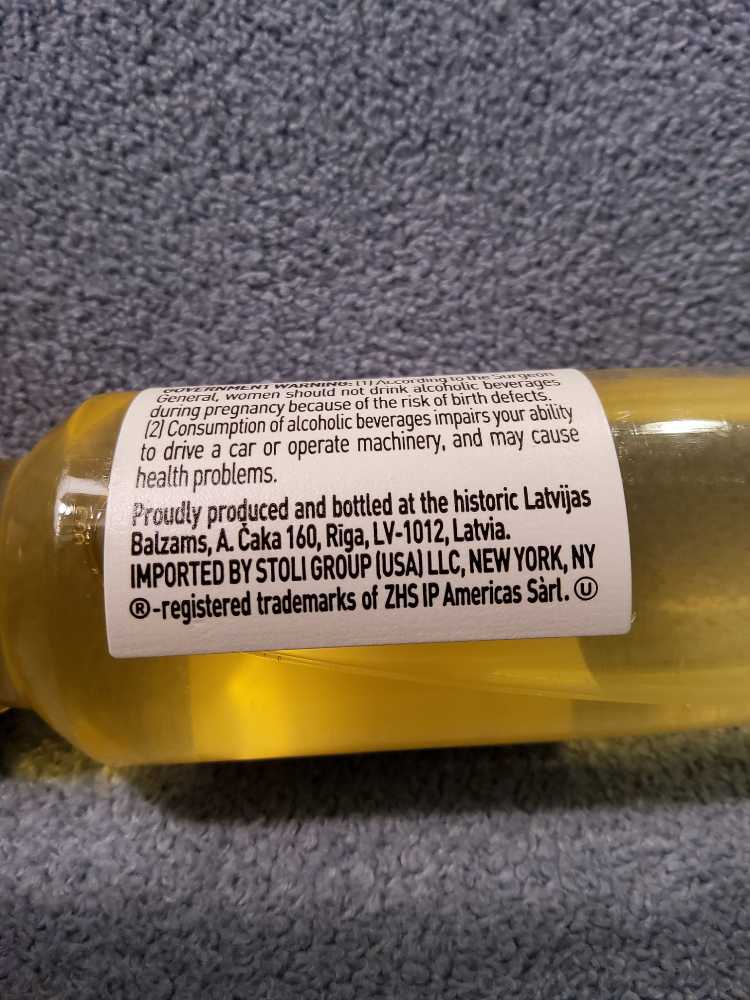 GOVERNMENT WARNING: (1) According to the Surgeon
General, women should not drink alcoholic beverages
during pregnancy because of the risk of birth defects.
(2) Consumption of alcoholic beverages impairs your ability
to drive a car or operate machinery, and may cause
health problems.
Proudly produced and bottled at the historic Latvijas
Balzams, A. Čaka 160, Rīga, LV-1012, Latvia.
IMPORTED BY STOLI GROUP (USA) LLC, NEW YORK, NY
®-registered trademarks of ZHS IP Americas Sàrl. Ⓤ